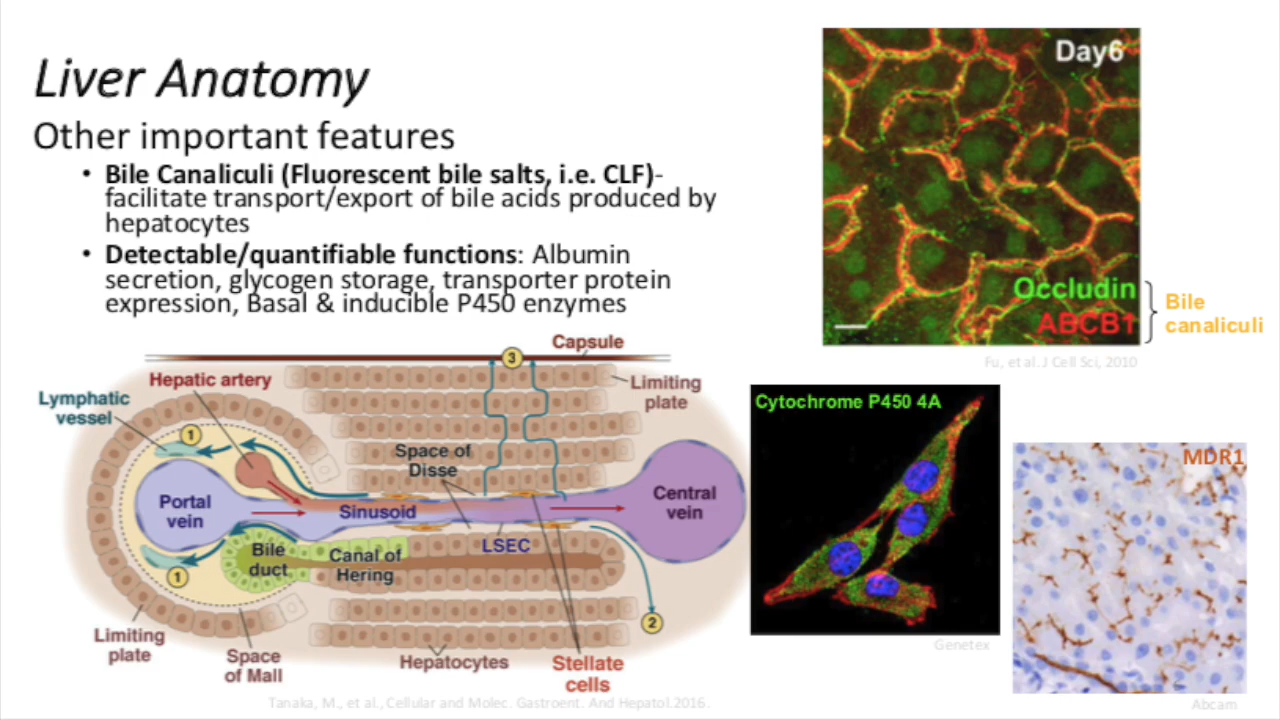 Liver Anatomy
Other important features
• Bile Canaliculi (Fluorescent bile salts, i.e. CLF)-
facilitate transport/export of bile acids produced by
hepatocytes
• Detectable/quantifiable functions: Albumin
secretion, glycogen storage, transporter protein
expression, Basal & inducible P450 enzymes
Day6
Occludin
ABCB1
Bile
canaliculi
Fu, et al. J Cell Sci, 2010
Capsule
3
Hepatic artery
Limiting
plate
Lymphatic
vessel
1
Space of
Disse
Portal
vein
Sinusoid
Central
vein
LSEC
Bile
duct
Canal of
Hering
1
2
Limiting
plate
Space
of Mall
Hepatocytes
Stellate
cells
Tanaka, M., et al., Cellular and Molec. Gastroent. And Hepatol.2016.
Cytochrome P450 4A
Genetex
MDR1
Abcam